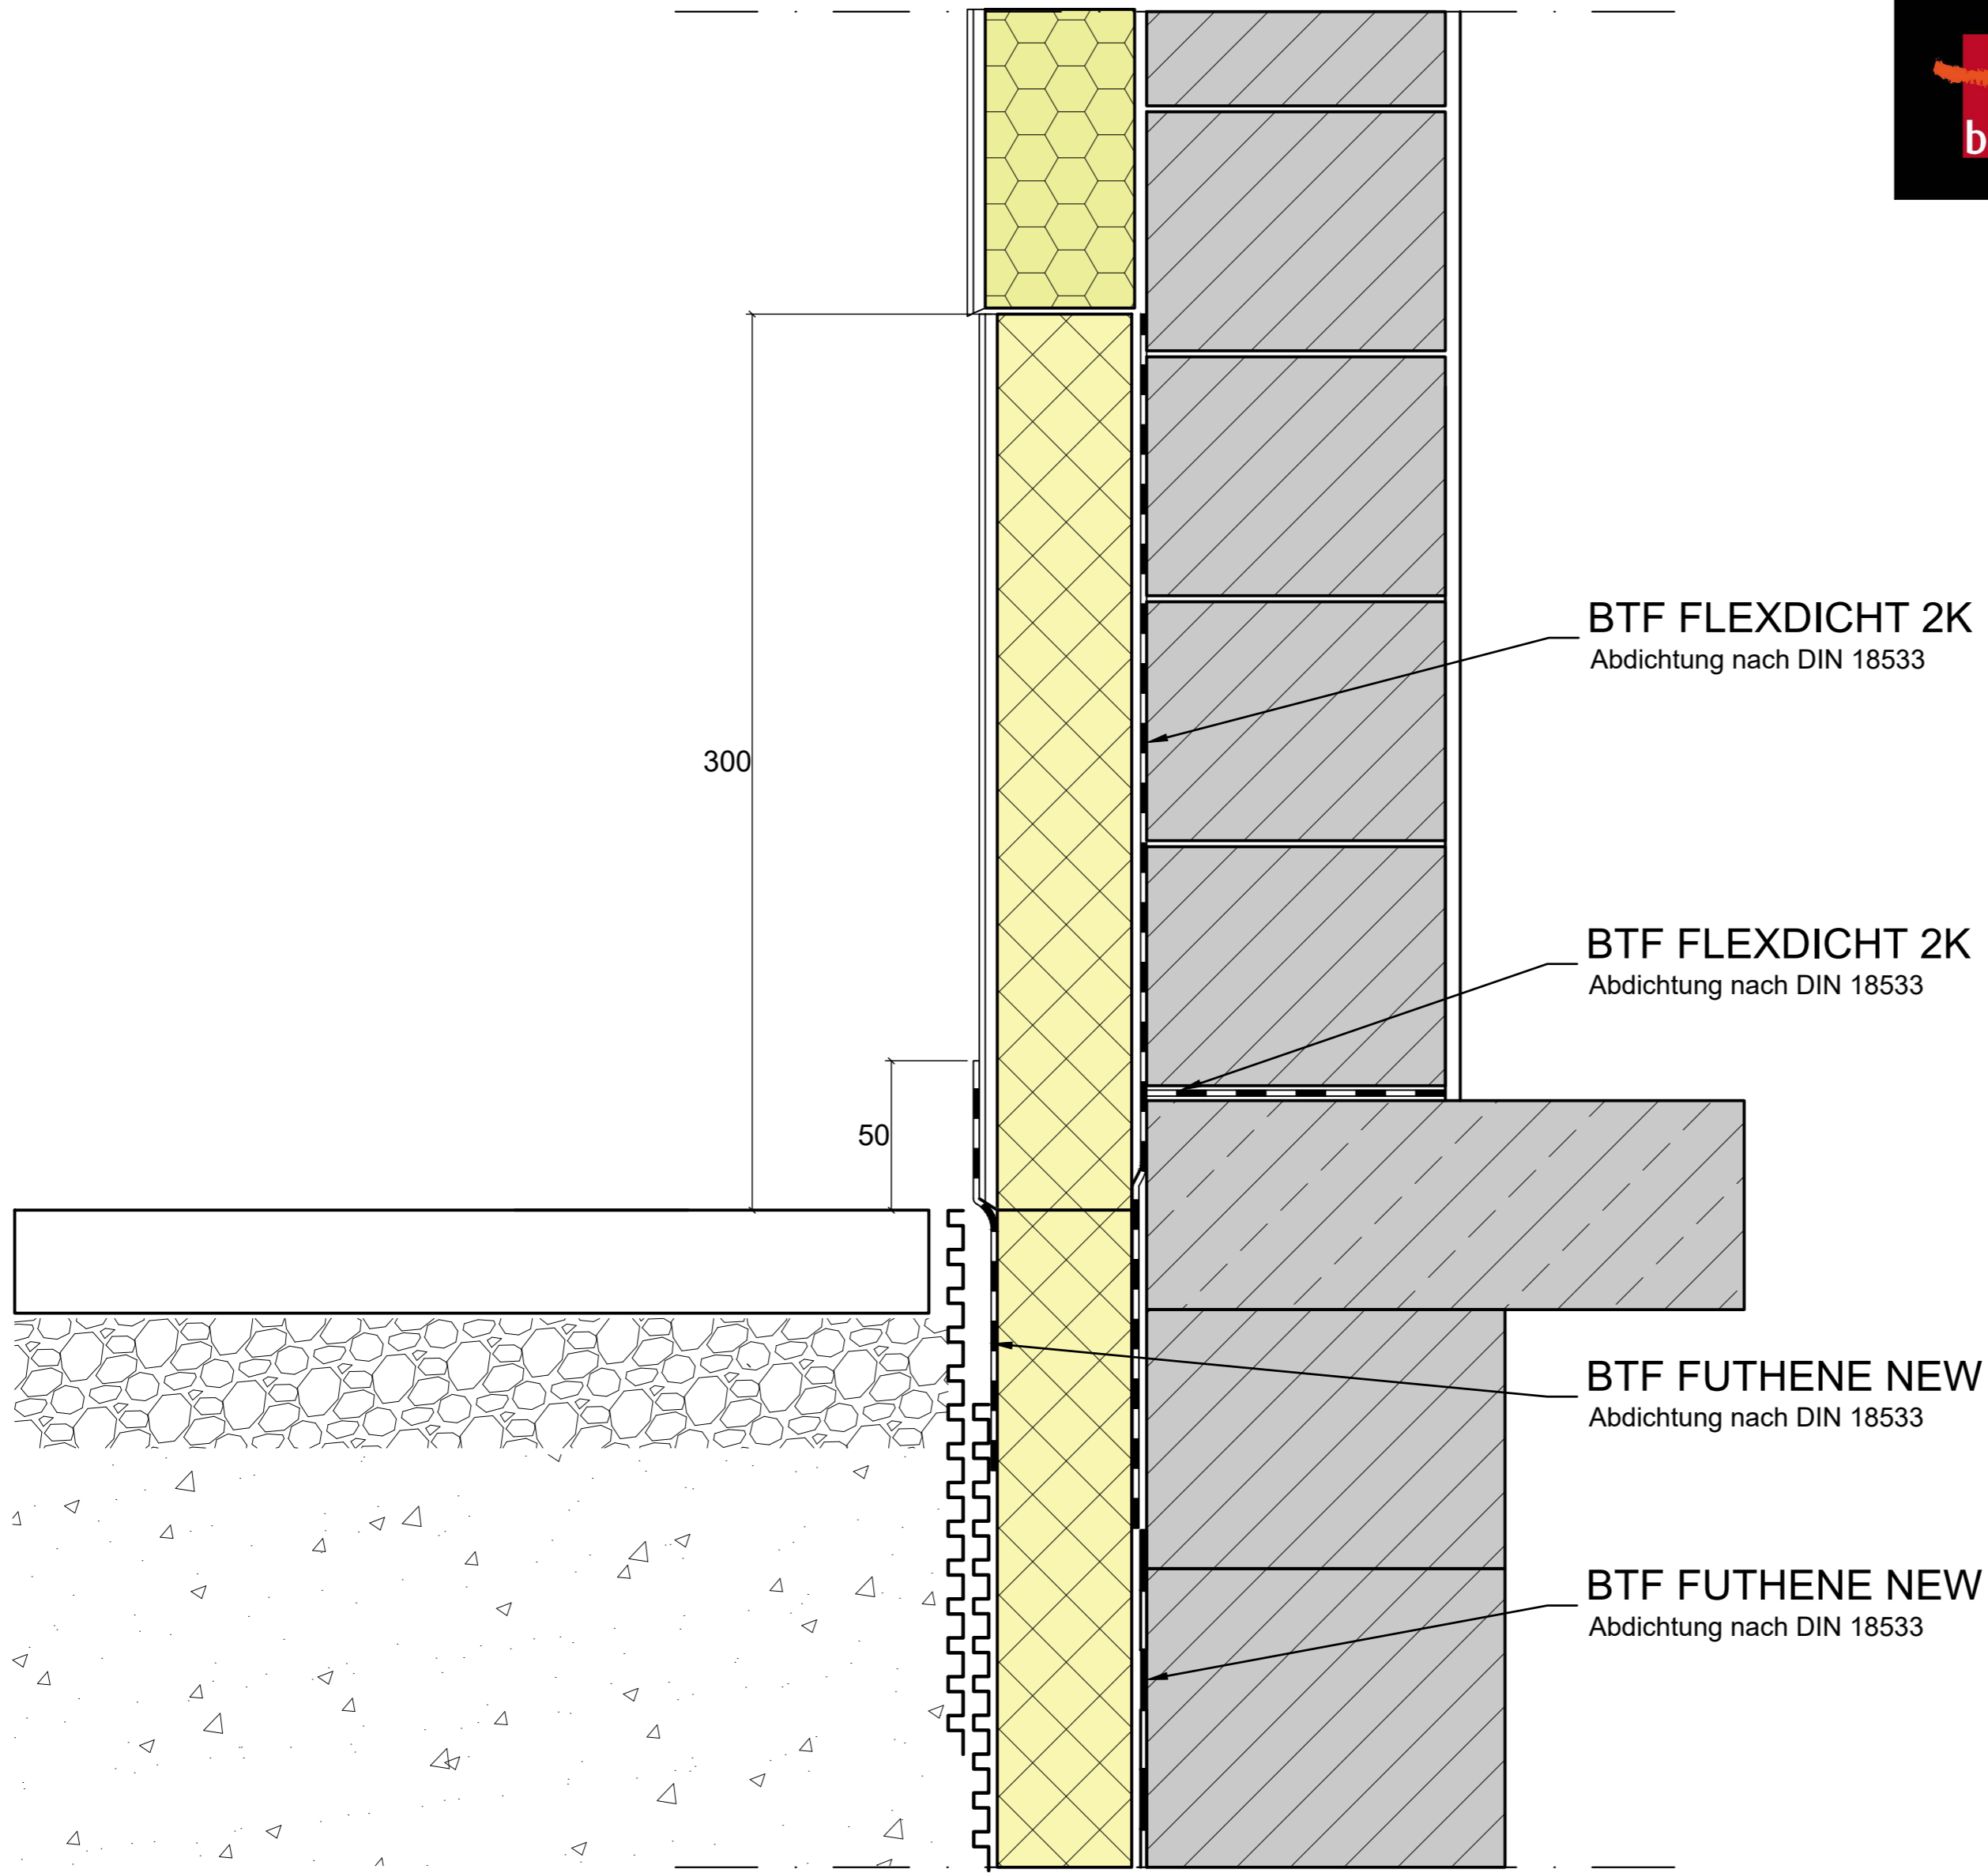 b
BTF FLEXDICHT 2K
Abdichtung nach DIN 18533
300
BTF FLEXDICHT 2K
Abdichtung nach DIN 18533
50
BTF FUTHENE NEW
Abdichtung nach DIN 18533
BTF FUTHENE NEW
Abdichtung nach DIN 18533